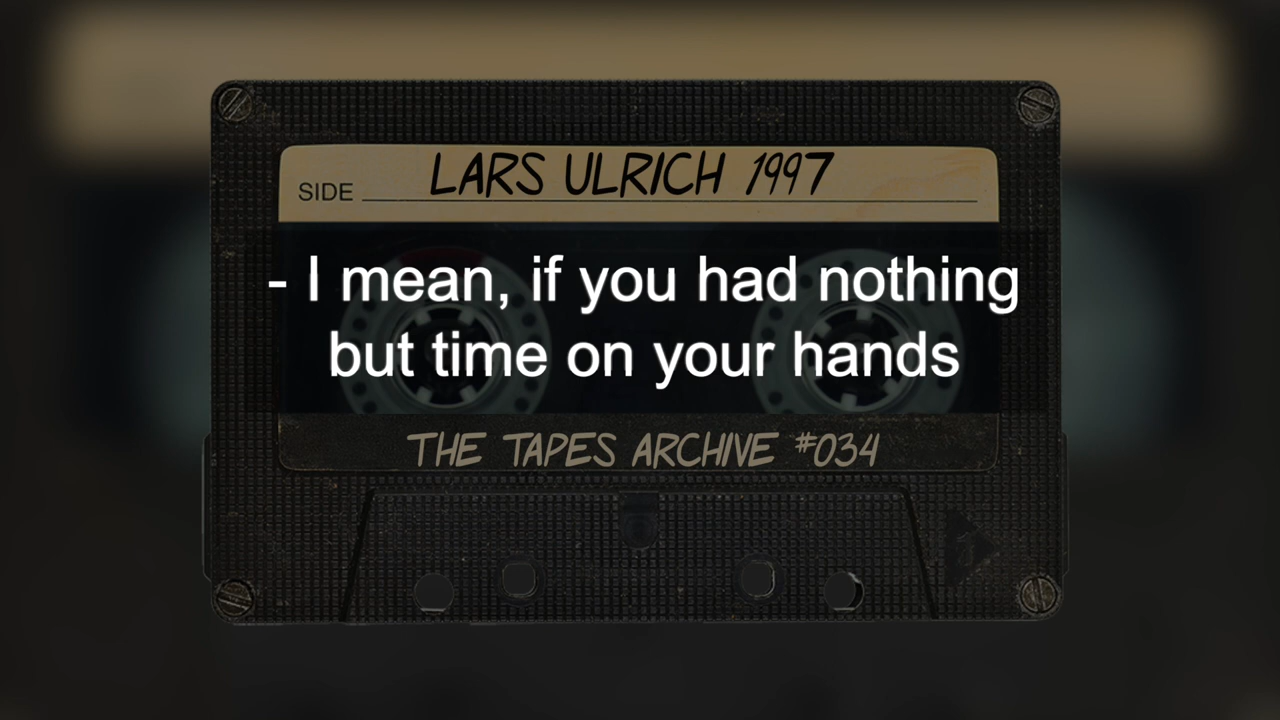 LARS ULRICH 1997
SIDE
- I mean, if you had nothing
but time on your hands
THE TAPES ARCHIVE #034